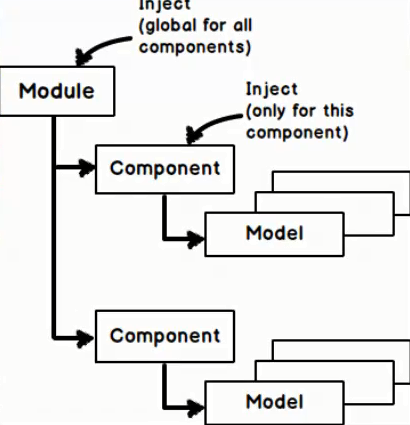 Inject
(global for all
components)
Module
Inject
(only for this
component)
Component
Model
Component
Model